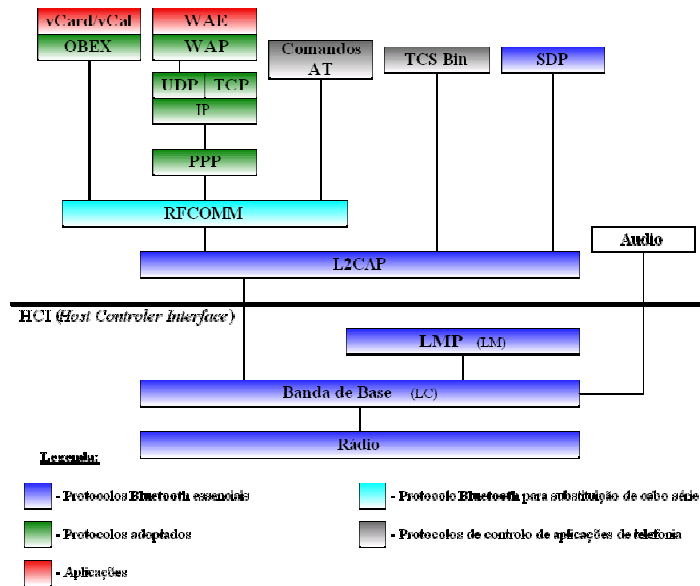 vCard/vCal
OBEX
WAE
WAP
UDP TCP
IP
PPP
Comandos
AT
TCS Bin
SDP
RFCOMM
Audio
L2CAP
HCI (Host Controler Interface)
LMP (LM)
Banda de Base (LC)
Rádio
Legenda:
- Protocolos Bluetooth essenciais
- Protocolo Bluetooth para substituição de cabo série
- Protocolos adoptados
- Protocolos de controlo de aplicações de telefonia
- Aplicações